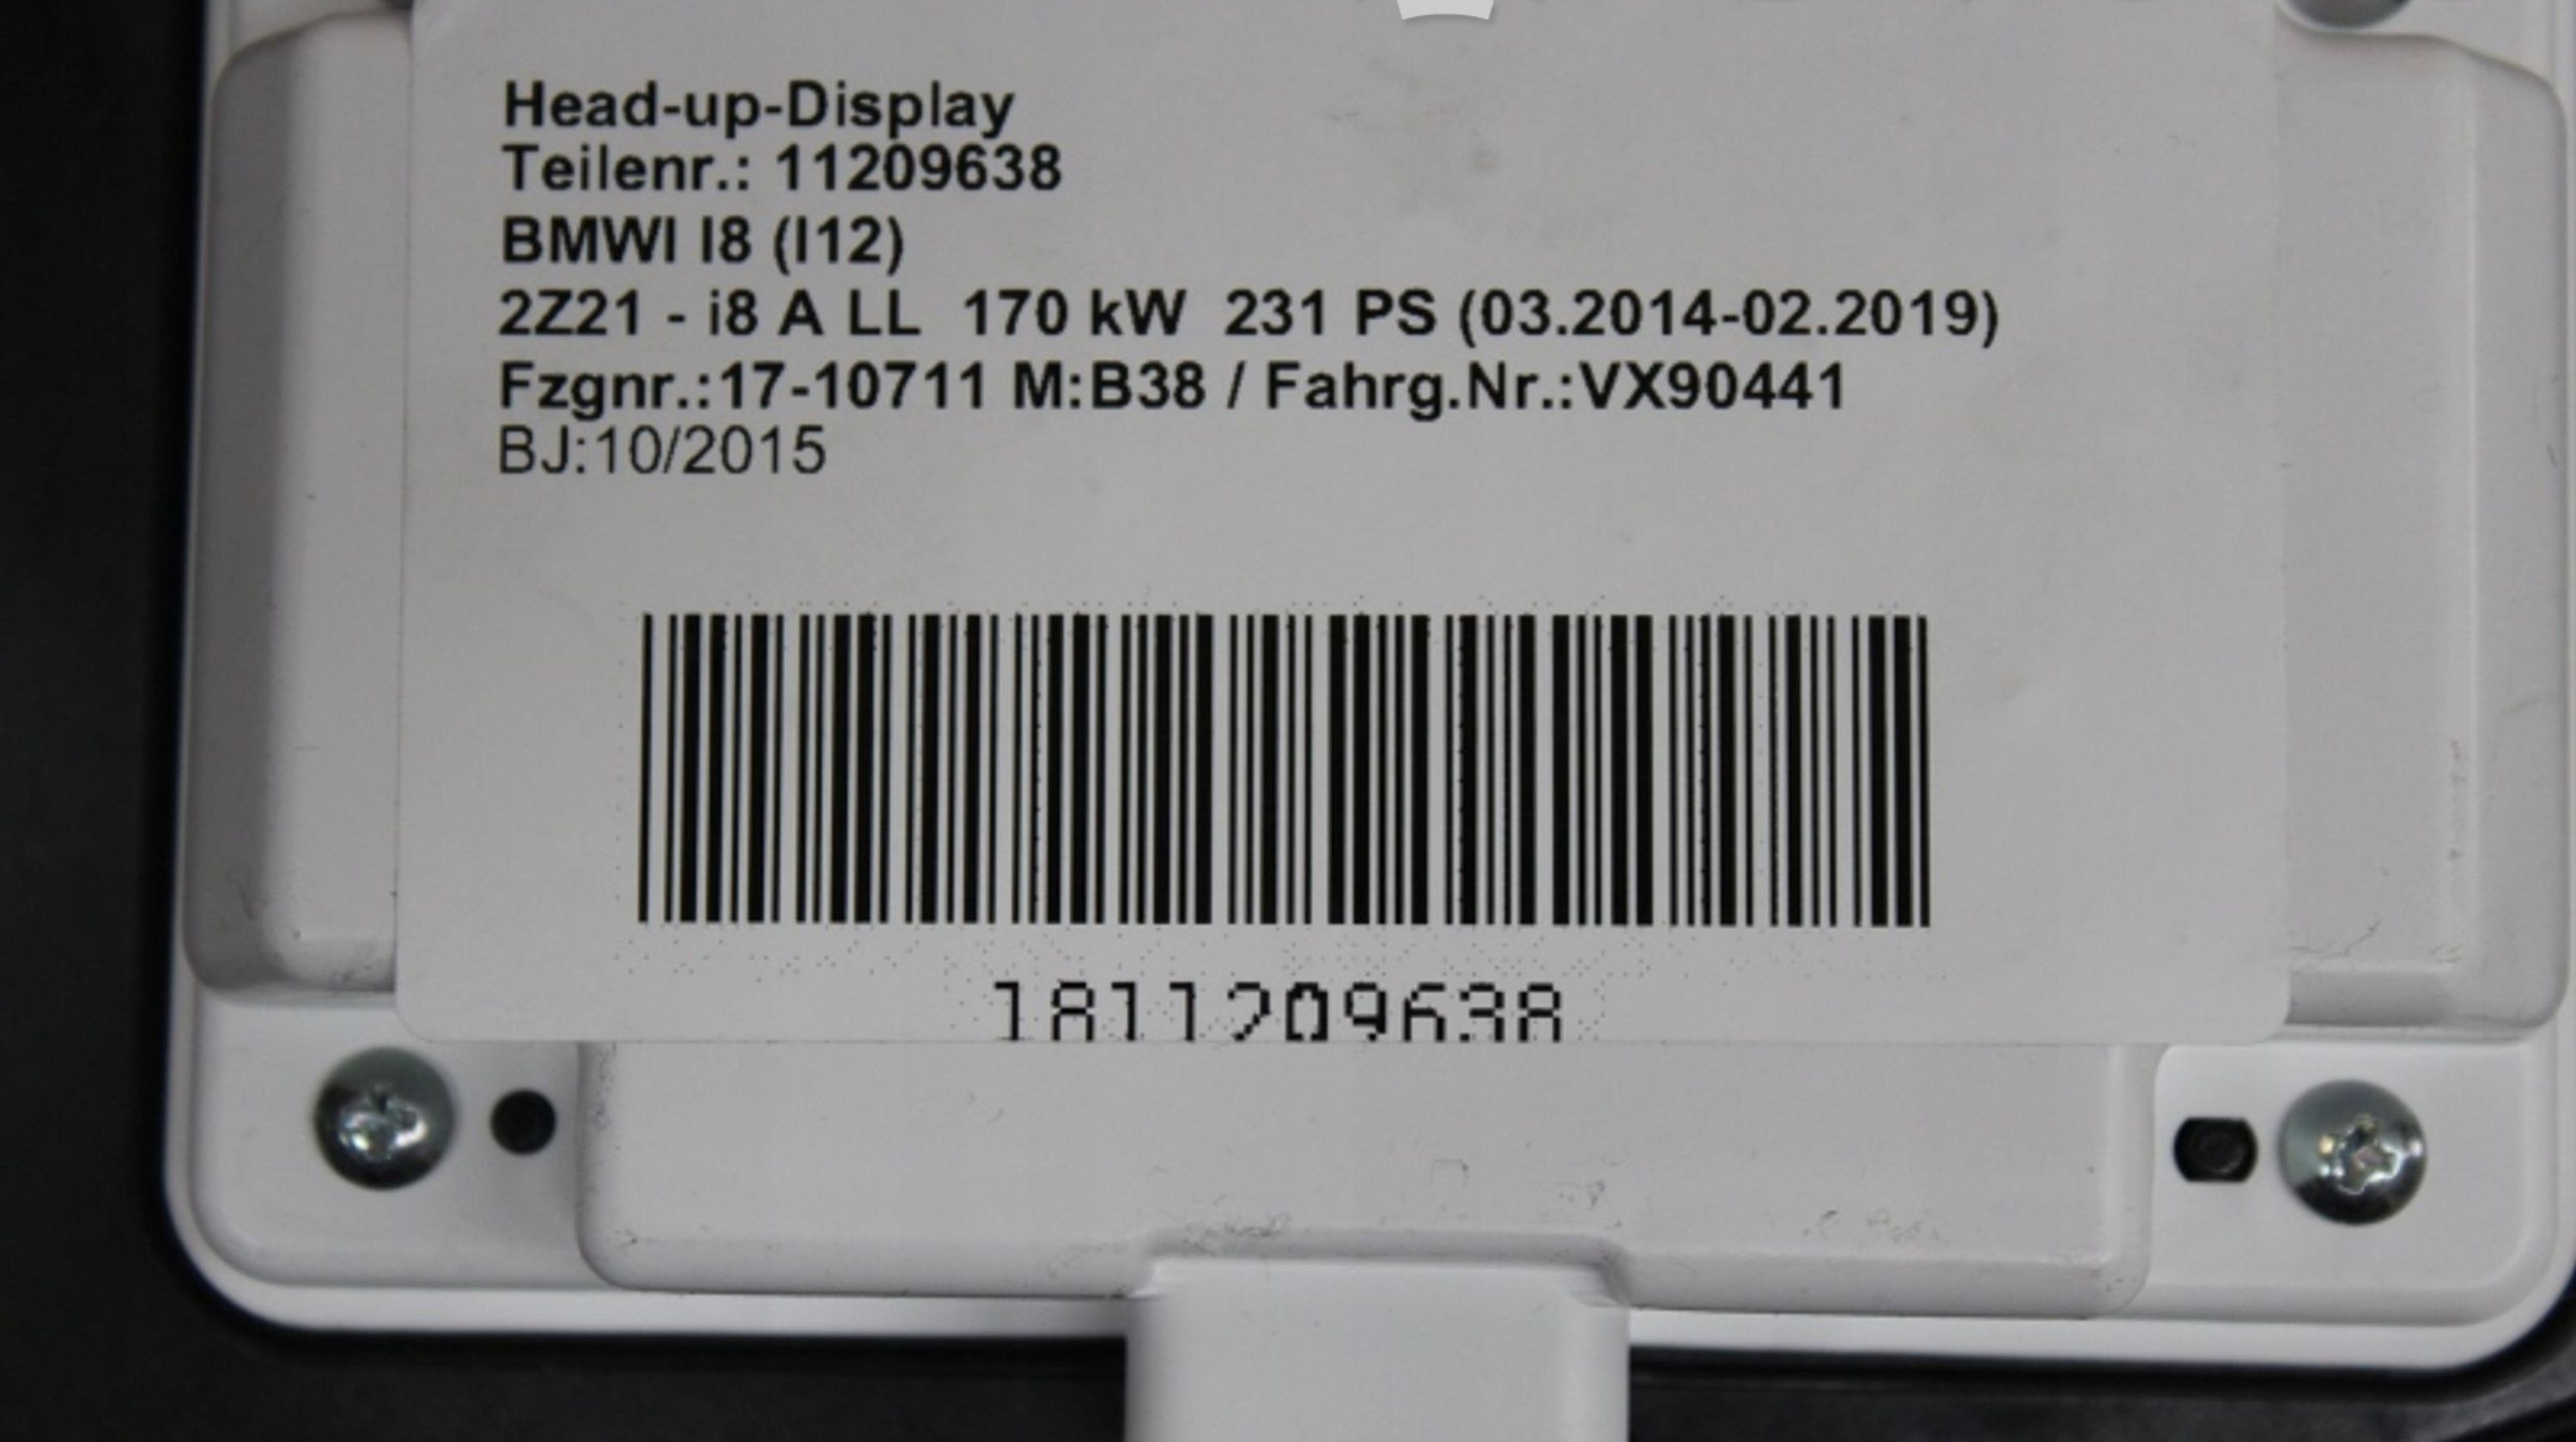 Head-up-Display
Teilenr.: 11209638
BMWI I8 (I12)
2Z21 - i8 A LL  170 kW  231 PS (03.2014-02.2019)
Fzgnr.:17-10711 M:B38 / Fahrg.Nr.:VX90441
BJ:10/2015
1811209638